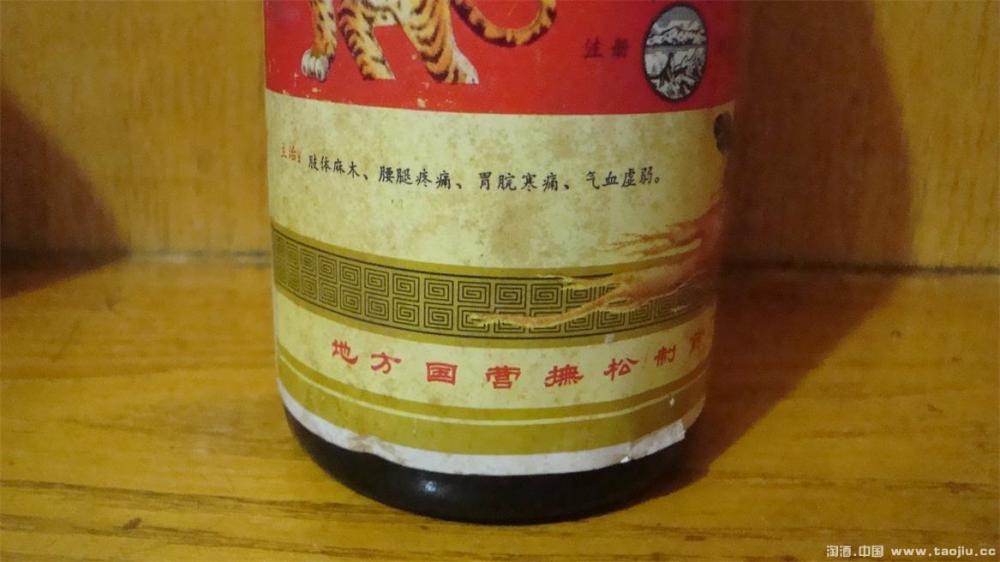 注册
主治：肢体麻木、腰腿疼痛、胃脘寒痛、气血虚弱。
地方国营撫松制
淘酒.中国 www.taojiu.cc